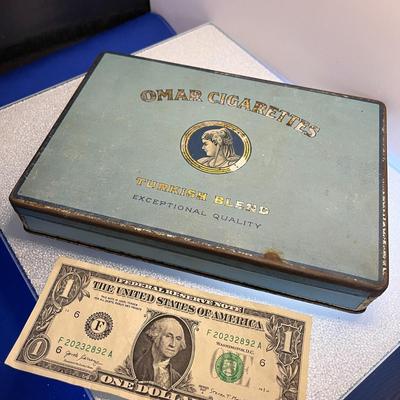 OMAR CIGARETTES
TURKISH BLEND
EXCEPTIONAL QUALITY
FEDERAL RESERVE NOTE
THE UNITED STATES OF AMERICA
F 20232892 A
WASHINGTON, D.C.
6
6
F
F 20232892 A
6
6
ONE DOLLAR
1
1
1